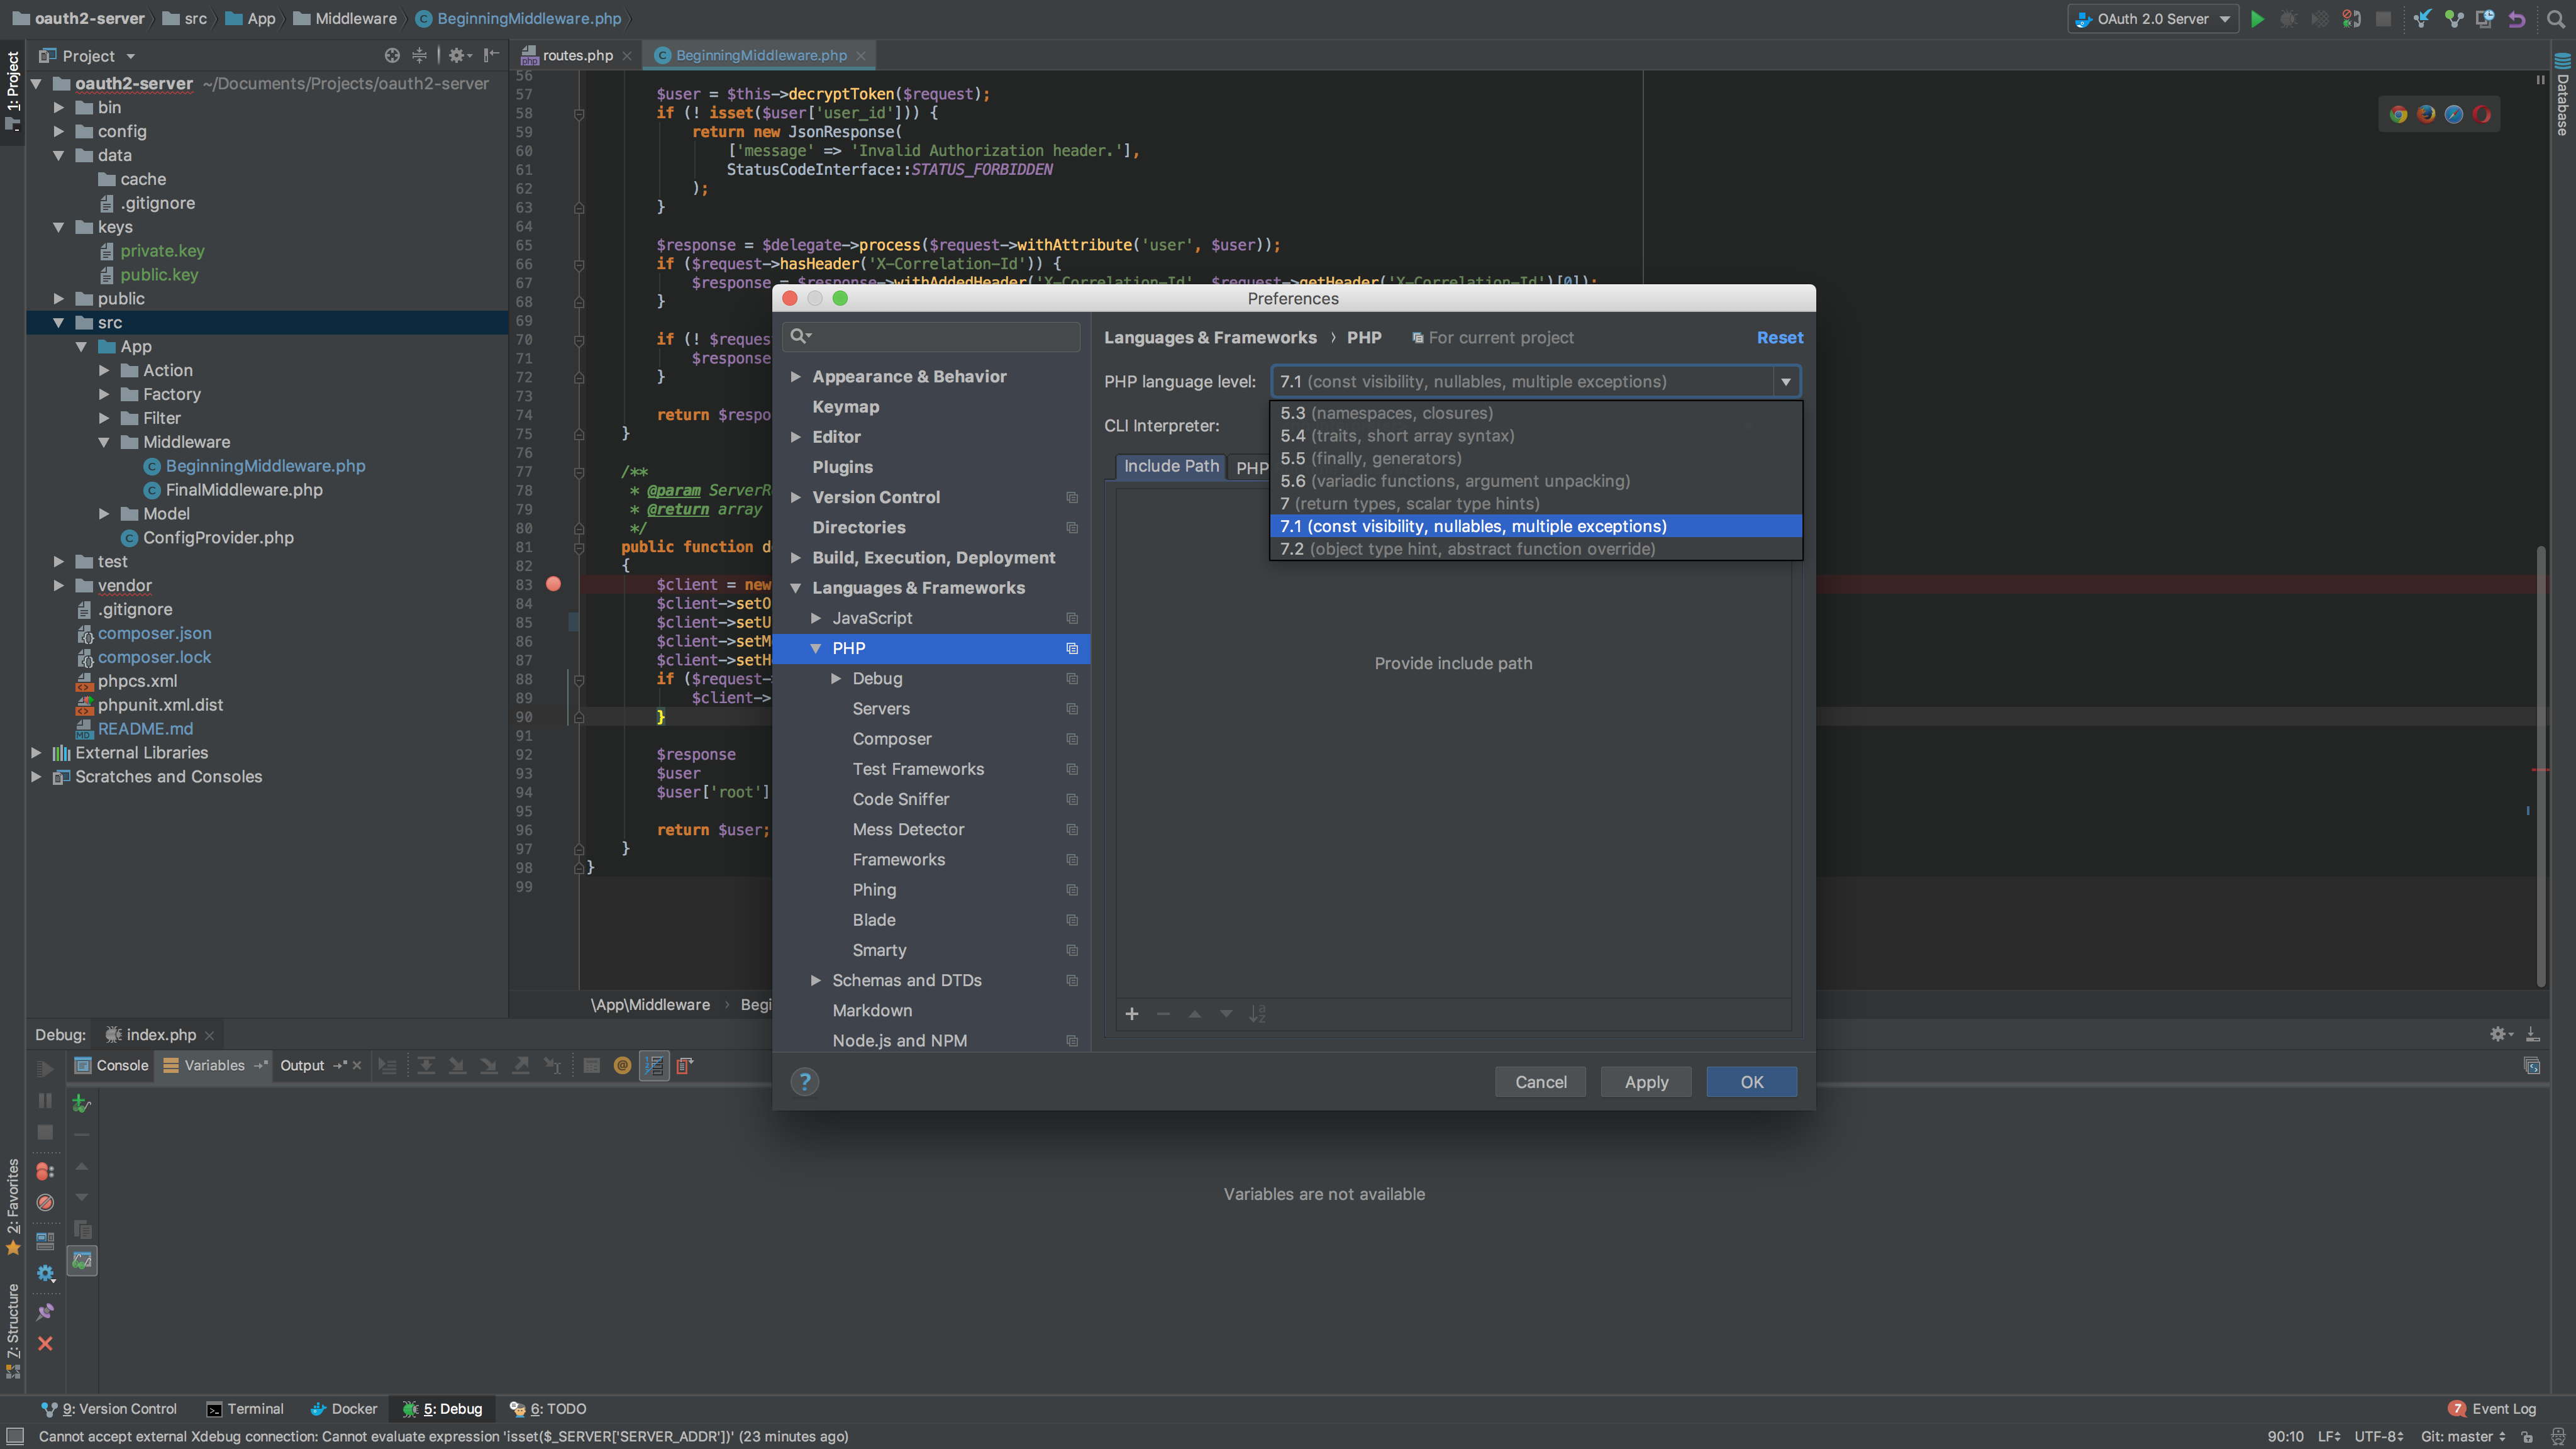 oauth2-server src App Middleware BeginningMiddleware.php
OAuth 2.0 Server
1: Project
Project
routes.php
BeginningMiddleware.php
Database
oauth2-server ~/Documents/Projects/oauth2-server
bin
config
data
cache
.gitignore
keys
private.key
public.key
public
src
App
Action
Factory
Filter
Middleware
BeginningMiddleware.php
FinalMiddleware.php
Model
ConfigProvider.php
test
vendor
.gitignore
composer.json
composer.lock
phpcs.xml
phpunit.xml.dist
README.md
External Libraries
Scratches and Consoles
56
57 $user = $this->decryptToken($request);
58 if (! isset($user['user_id'])) {
59 return new JsonResponse(
60 ['message' => 'Invalid Authorization header.'],
61 StatusCodeInterface::STATUS_FORBIDDEN
62 );
63 }
64
65 $response = $delegate->process($request->withAttribute('user', $user));
66 if ($request->hasHeader('X-Correlation-Id')) {
67 $response = $response->withAddedHeader('X-Correlation-Id', $request->getHeader('X-Correlation-Id')[0]);
68 }
69
70 if (! $reques
71 $response
72 }
73
74 return $respo
75 }
76
77 /**
78 * @param ServerR
79 * @return array
80 */
81 public function d
82 {
83 $client = new
84 $client->setO
85 $client->setU
86 $client->setM
87 $client->setH
88 if ($request-
89 $client->
90 }
91
92 $response
93 $user
94 $user['root']
95
96 return $user;
97 }
98 }
99
\App\Middleware › Begi
Preferences
Appearance & Behavior
Keymap
Editor
Plugins
Version Control
Directories
Build, Execution, Deployment
Languages & Frameworks
JavaScript
PHP
Debug
Servers
Composer
Test Frameworks
Code Sniffer
Mess Detector
Frameworks
Phing
Blade
Smarty
Schemas and DTDs
Markdown
Node.js and NPM
Languages & Frameworks › PHP For current project Reset
PHP language level: 7.1 (const visibility, nullables, multiple exceptions)
CLI Interpreter:
5.3 (namespaces, closures)
5.4 (traits, short array syntax)
5.5 (finally, generators)
5.6 (variadic functions, argument unpacking)
7 (return types, scalar type hints)
7.1 (const visibility, nullables, multiple exceptions)
7.2 (object type hint, abstract function override)
Include Path PHP
Provide include path
? Cancel Apply OK
Debug: index.php
Console Variables Output
Variables are not available
2: Favorites
7: Structure
9: Version Control Terminal Docker 5: Debug 6: TODO 7 Event Log
Cannot accept external Xdebug connection: Cannot evaluate expression 'isset($_SERVER['SERVER_ADDR'])' (23 minutes ago) 90:10 LF UTF-8 Git: master